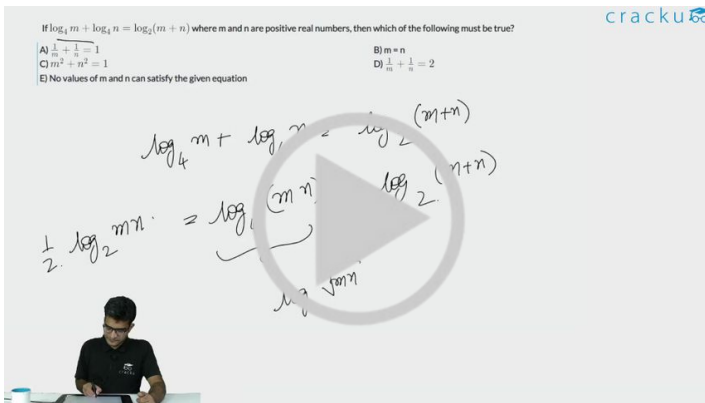 cracku
If log₄ m + log₄ n = log₂(m + n) where m and n are positive real numbers, then which of the following must be true?
A) 1/m + 1/n = 1
B) m = n
C) m² + n² = 1
D) 1/m + 1/n = 2
E) No values of m and n can satisfy the given equation
log₄ m + log n = log₂ (m+n)
1/2 log₂ mn = log (mn) log₂ (m+n)
log √mn